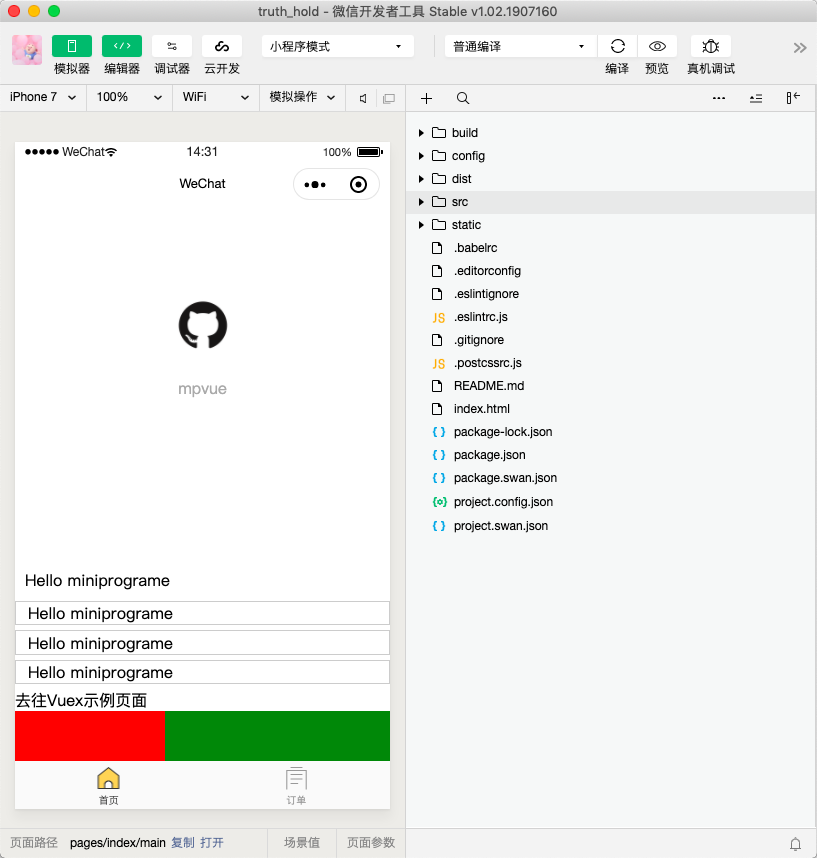 truth_hold - 微信开发者工具 Stable v1.02.1907160
模拟器 编辑器 调试器 云开发
小程序模式
普通编译
编译 预览 真机调试
iPhone 7 100% WiFi 模拟操作
WeChat 14:31 100%
WeChat
mpvue
Hello miniprograme
Hello miniprograme
Hello miniprograme
Hello miniprograme
去往Vuex示例页面
首页 订单
页面路径 pages/index/main 复制 打开 场景值 页面参数
build
config
dist
src
static
.babelrc
.editorconfig
.eslintignore
JS .eslintrc.js
.gitignore
JS .postcssrc.js
README.md
index.html
{ } package-lock.json
{ } package.json
{ } package.swan.json
project.config.json
{ } project.swan.json